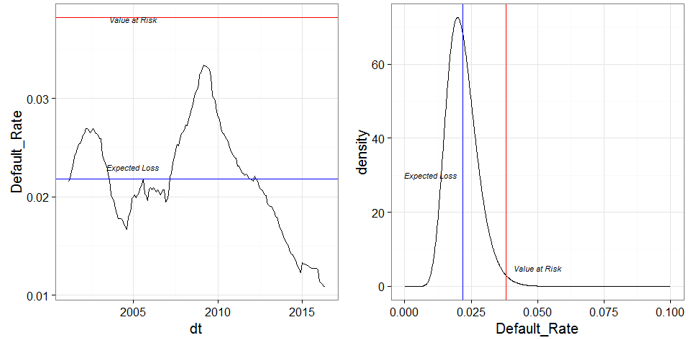 Value at Risk
Expected Loss
Default_Rate
0.03
0.02
0.01
2005
2010
2015
dt
density
60
40
20
0
Expected Loss
Value at Risk
0.000
0.025
0.050
0.075
0.100
Default_Rate